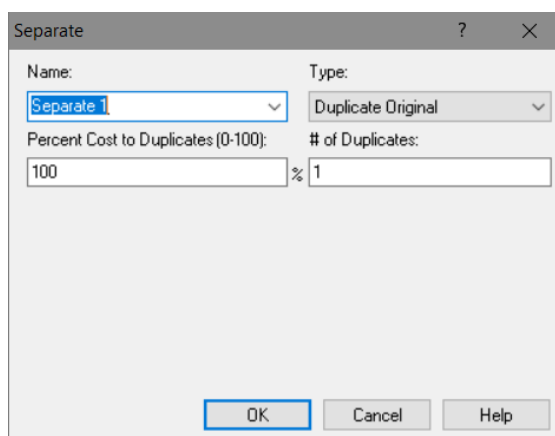 Separate ?
Name: Type:
Separate 1 Duplicate Original
Percent Cost to Duplicates (0-100): # of Duplicates:
100 % 1
OK Cancel Help